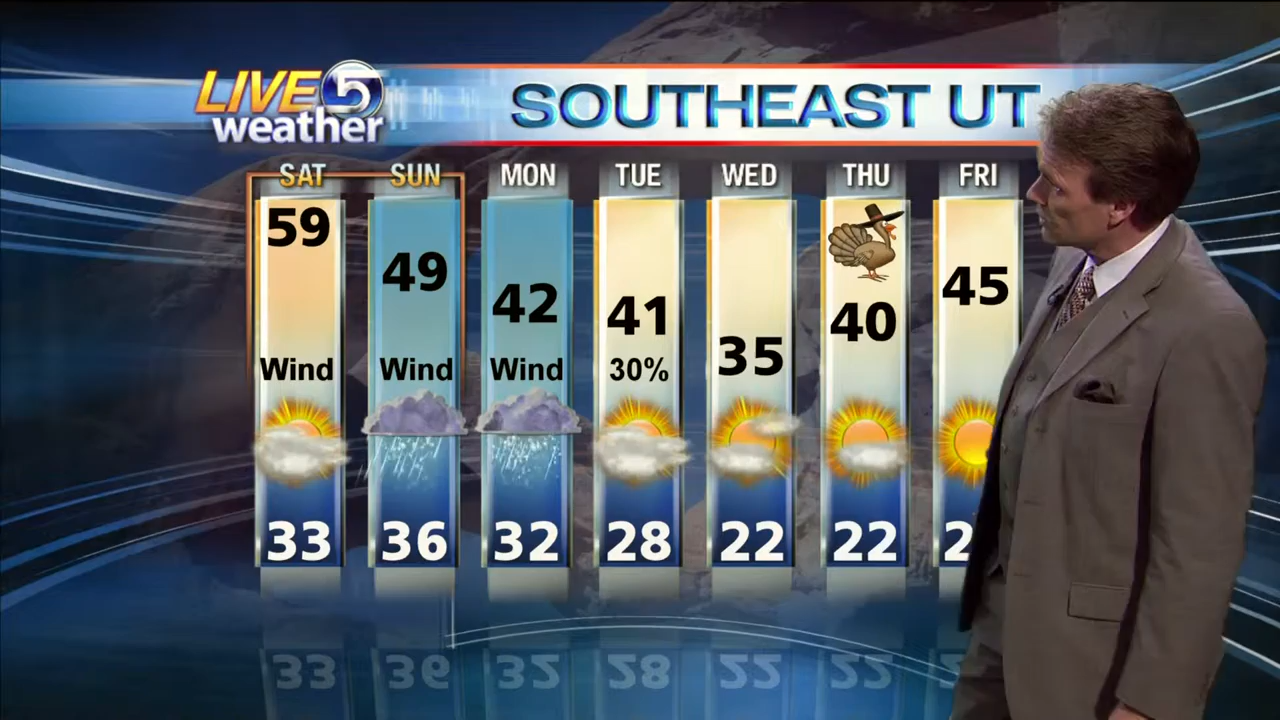 LIVE 5
weather
SOUTHEAST UT
SAT SUN MON TUE WED THU FRI
59 49 42 41 35 40 45
Wind Wind Wind 30%
33 36 32 28 22 22 2